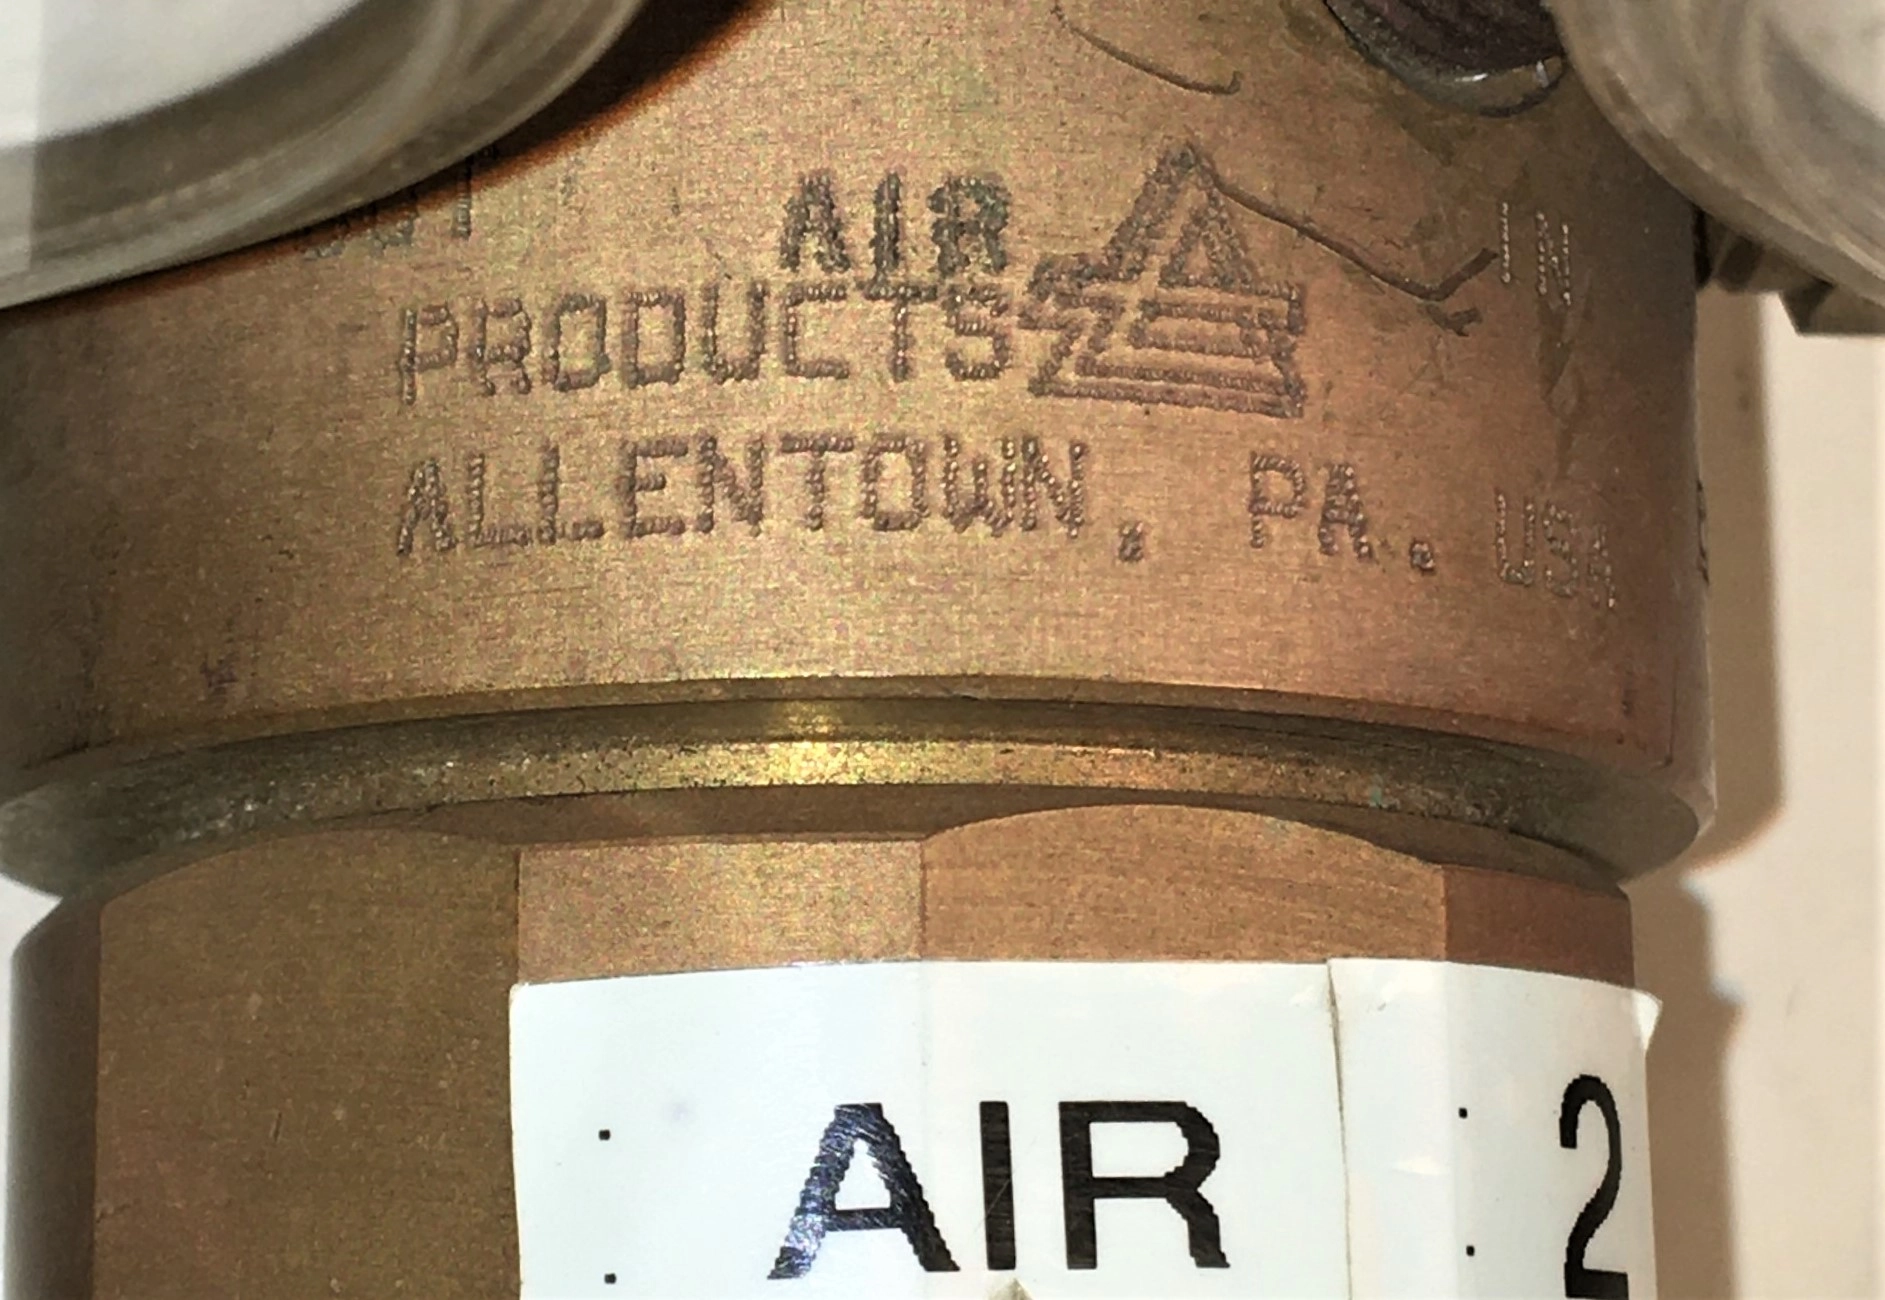 AIR
PRODUCTS
ALLENTOWN, PA. USA
AIR 2